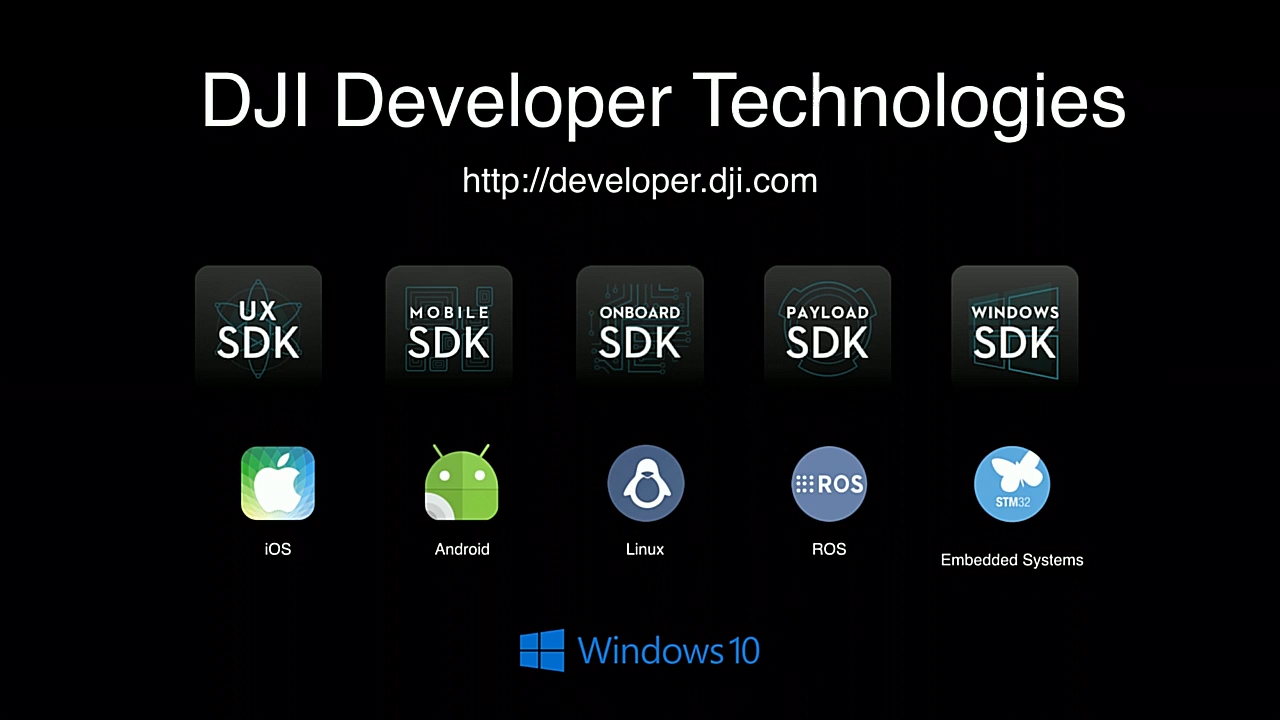 DJI Developer Technologies
http://developer.dji.com
UX
SDK
MOBILE
SDK
ONBOARD
SDK
PAYLOAD
SDK
WINDOWS
SDK
ROS
STM32
iOS
Android
Linux
ROS
Embedded Systems
Windows 10